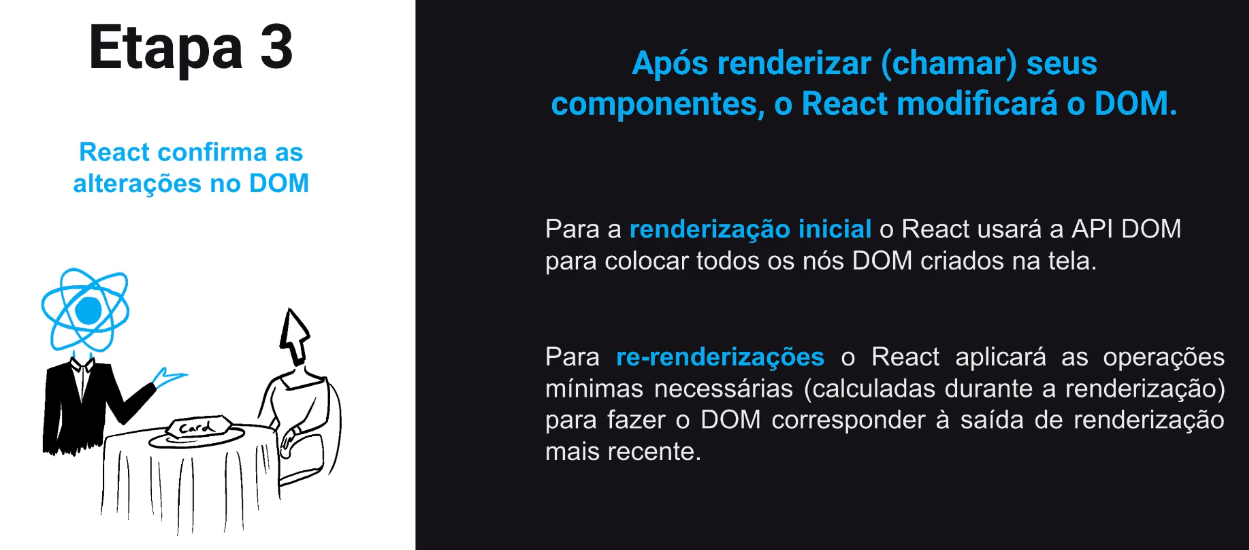 Etapa 3
React confirma as
alterações no DOM
Card
Após renderizar (chamar) seus
componentes, o React modificará o DOM.
Para a renderização inicial o React usará a API DOM
para colocar todos os nós DOM criados na tela.
Para re-renderizações o React aplicará as operações
mínimas necessárias (calculadas durante a renderização)
para fazer o DOM corresponder à saída de renderização
mais recente.